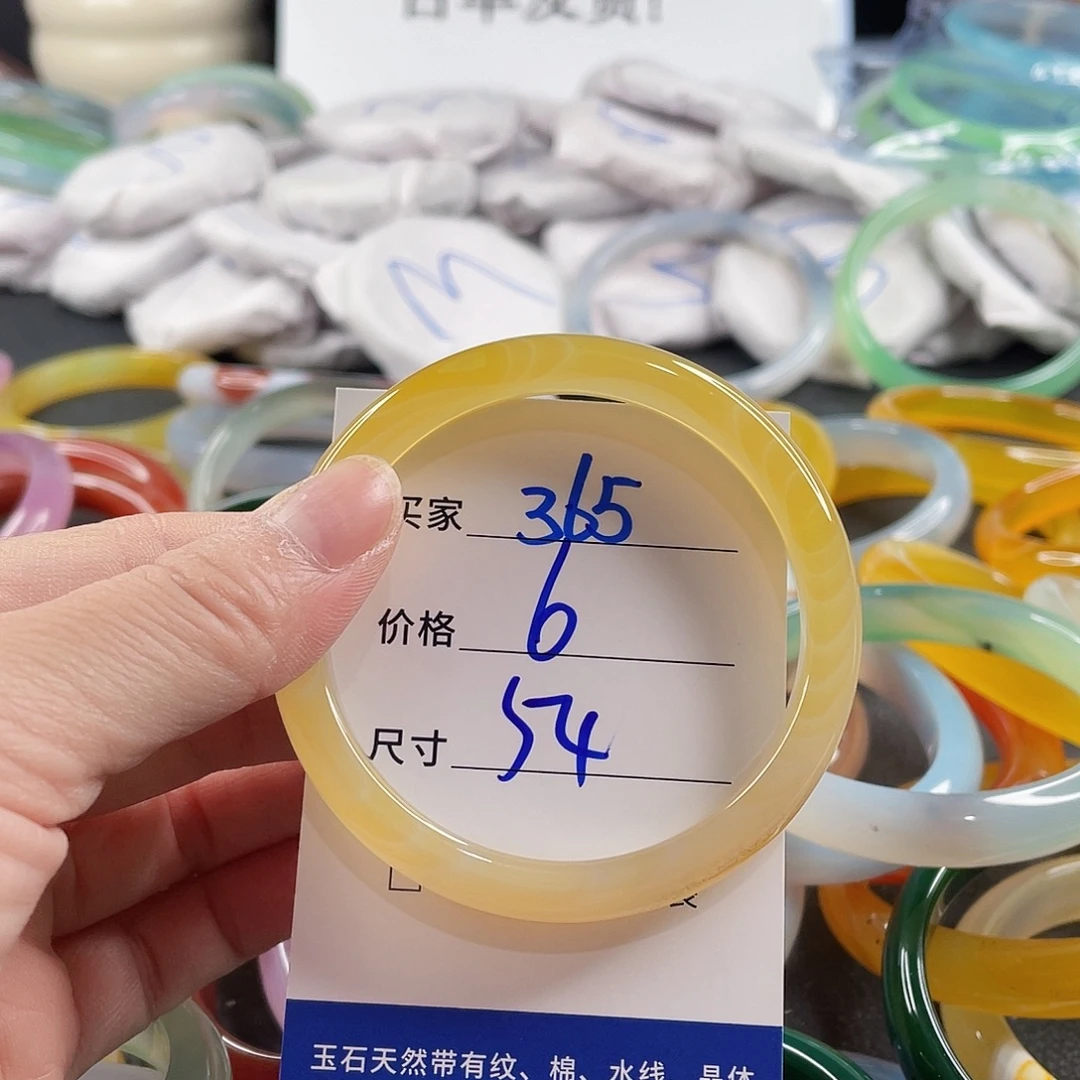 买家 365
价格 6
尺寸 54
玉石天然带有纹、棉、水线、具体